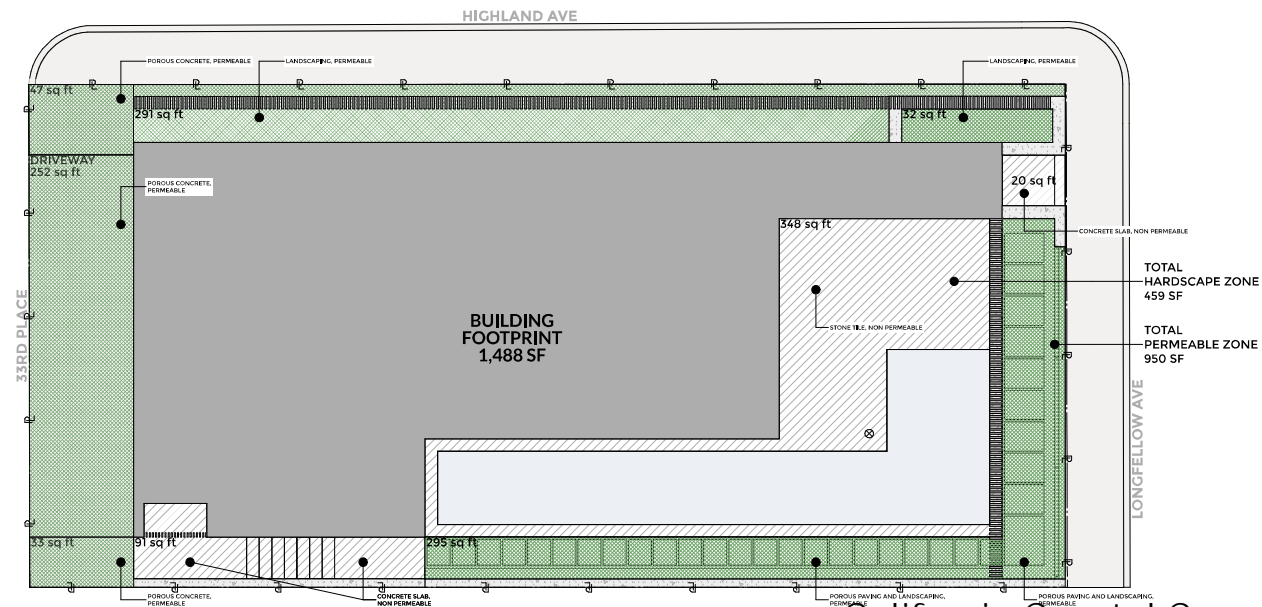 HIGHLAND AVE
POROUS CONCRETE, PERMEABLE
LANDSCAPING, PERMEABLE
LANDSCAPING, PERMEABLE
47 sq ft
291 sq ft
32 sq ft
DRIVEWAY
252 sq ft
POROUS CONCRETE,
PERMEABLE
20 sq ft
348 sq ft
CONCRETE SLAB, NON PERMEABLE
TOTAL
HARDSCAPE ZONE
459 SF
STONE TILE, NON PERMEABLE
BUILDING
FOOTPRINT
1,488 SF
TOTAL
PERMEABLE ZONE
950 SF
33RD PLACE
LONGFELLOW AVE
33 sq ft
91 sq ft
295 sq ft
POROUS CONCRETE,
PERMEABLE
CONCRETE SLAB,
NON PERMEABLE
POROUS PAVING AND LANDSCAPING,
PERMEABLE
POROUS PAVING AND LANDSCAPING,
PERMEABLE